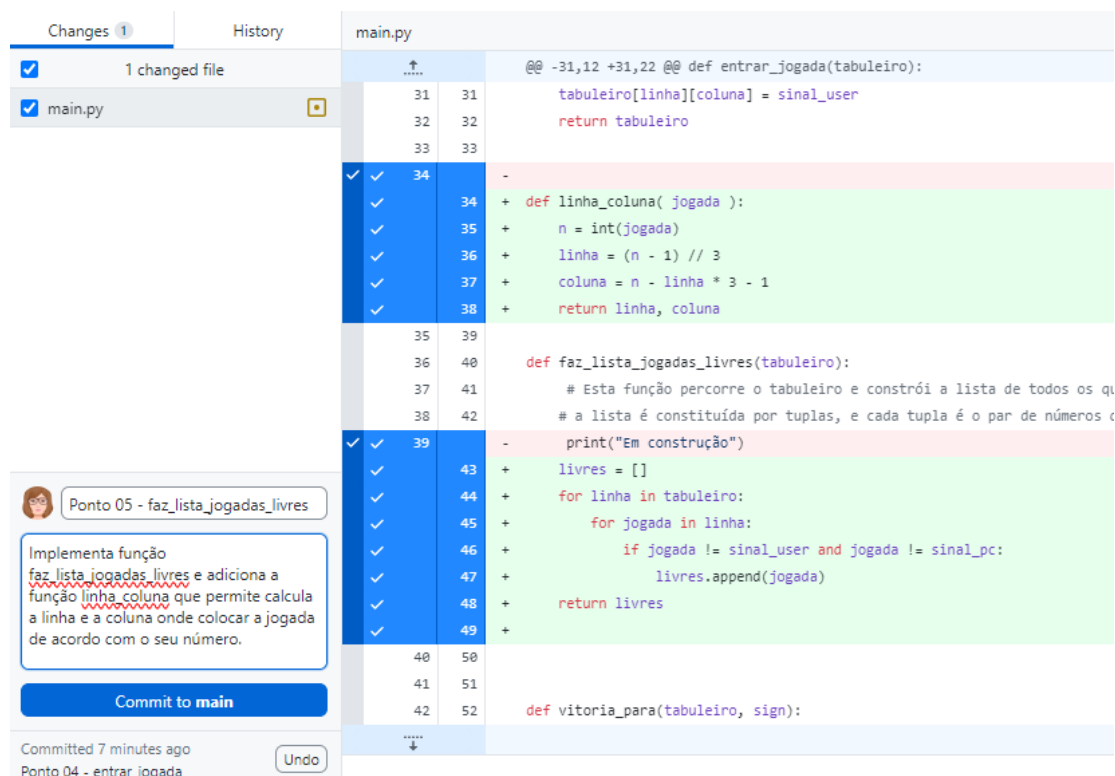 Changes 1 History
1 changed file
main.py
Ponto 05 - faz_lista_jogadas_livres
Implementa função
faz_lista_jogadas_livres e adiciona a
função linha_coluna que permite calcula
a linha e a coluna onde colocar a jogada
de acordo com o seu número.
Commit to main
Committed 7 minutes ago
Ponto 04 - entrar_jogada
Undo
main.py
@@ -31,12 +31,22 @@ def entrar_jogada(tabuleiro):
31 31 tabuleiro[linha][coluna] = sinal_user
32 32 return tabuleiro
33 33
34 -
34 + def linha_coluna( jogada ):
35 + n = int(jogada)
36 + linha = (n - 1) // 3
37 + coluna = n - linha * 3 - 1
38 + return linha, coluna
35 39
36 40 def faz_lista_jogadas_livres(tabuleiro):
37 41 # Esta função percorre o tabuleiro e constrói a lista de todos os qu
38 42 # a lista é constituída por tuplas, e cada tupla é o par de números
39 - print("Em construção")
43 + livres = []
44 + for linha in tabuleiro:
45 + for jogada in linha:
46 + if jogada != sinal_user and jogada != sinal_pc:
47 + livres.append(jogada)
48 + return livres
49 +
40 50
41 51
42 52 def vitoria_para(tabuleiro, sign):